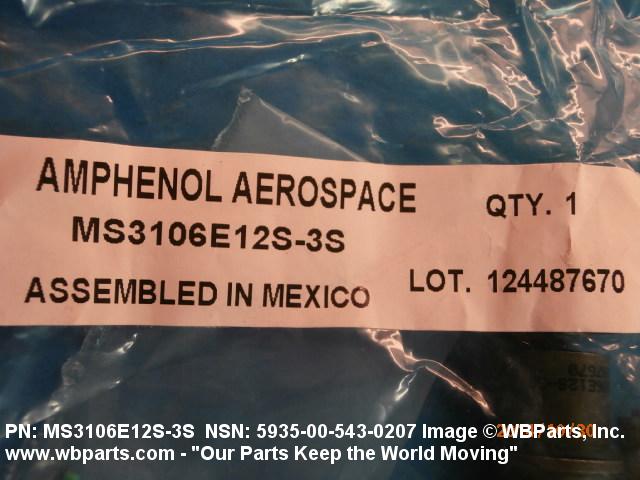 AMPHENOL AEROSPACE QTY. 1
MS3106E12S-3S
ASSEMBLED IN MEXICO LOT. 124487670
PN: MS3106E12S-3S NSN: 5935-00-543-0207 Image © WBParts, Inc.
www.wbparts.com - "Our Parts Keep the World Moving"